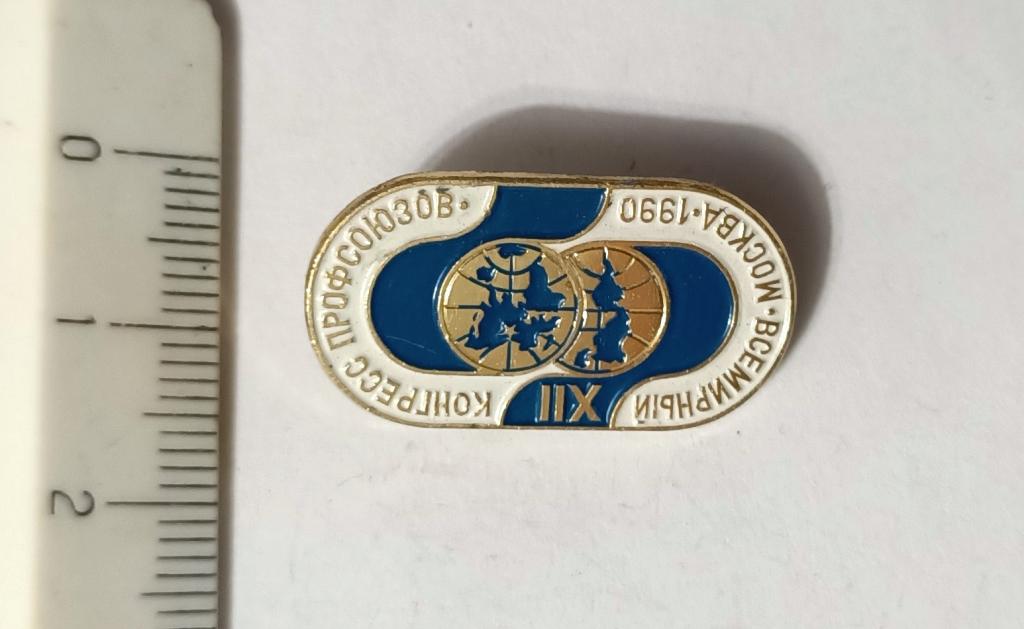 XII
ВСЕМИРНЫЙ
КОНГРЕСС ПРОФСОЮЗОВ •
МОСКВА • 1990 •
0
1
2